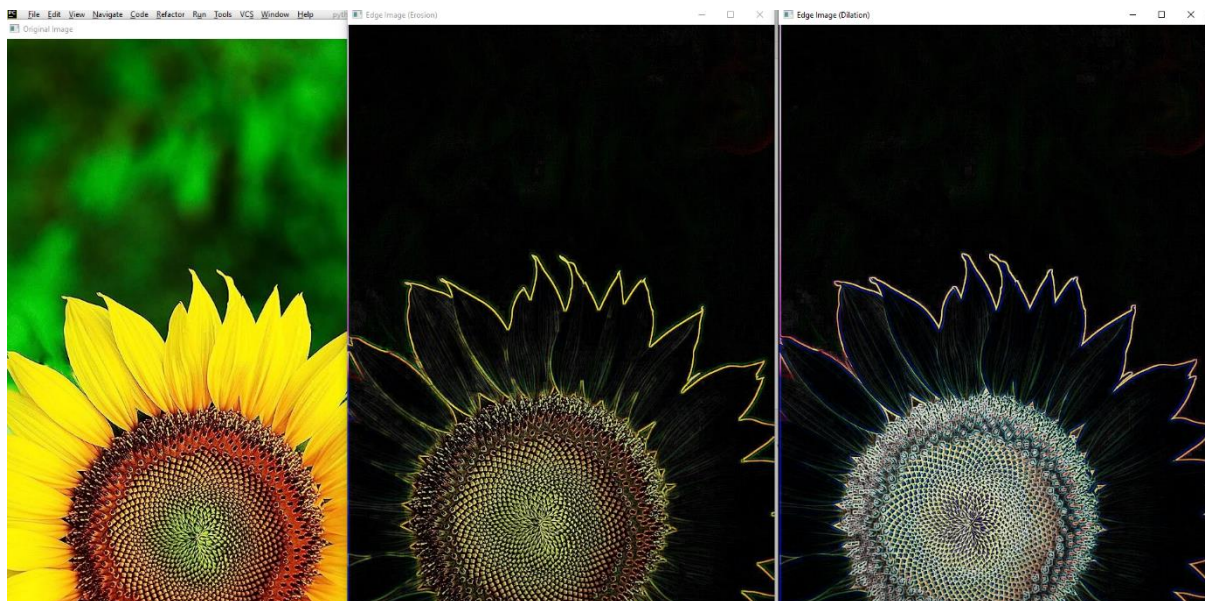 File Edit View Navigate Code Refactor Run Tools VCS Window Help pyth
Original Image
Edge Image (Erosion)
Edge Image (Dilation)